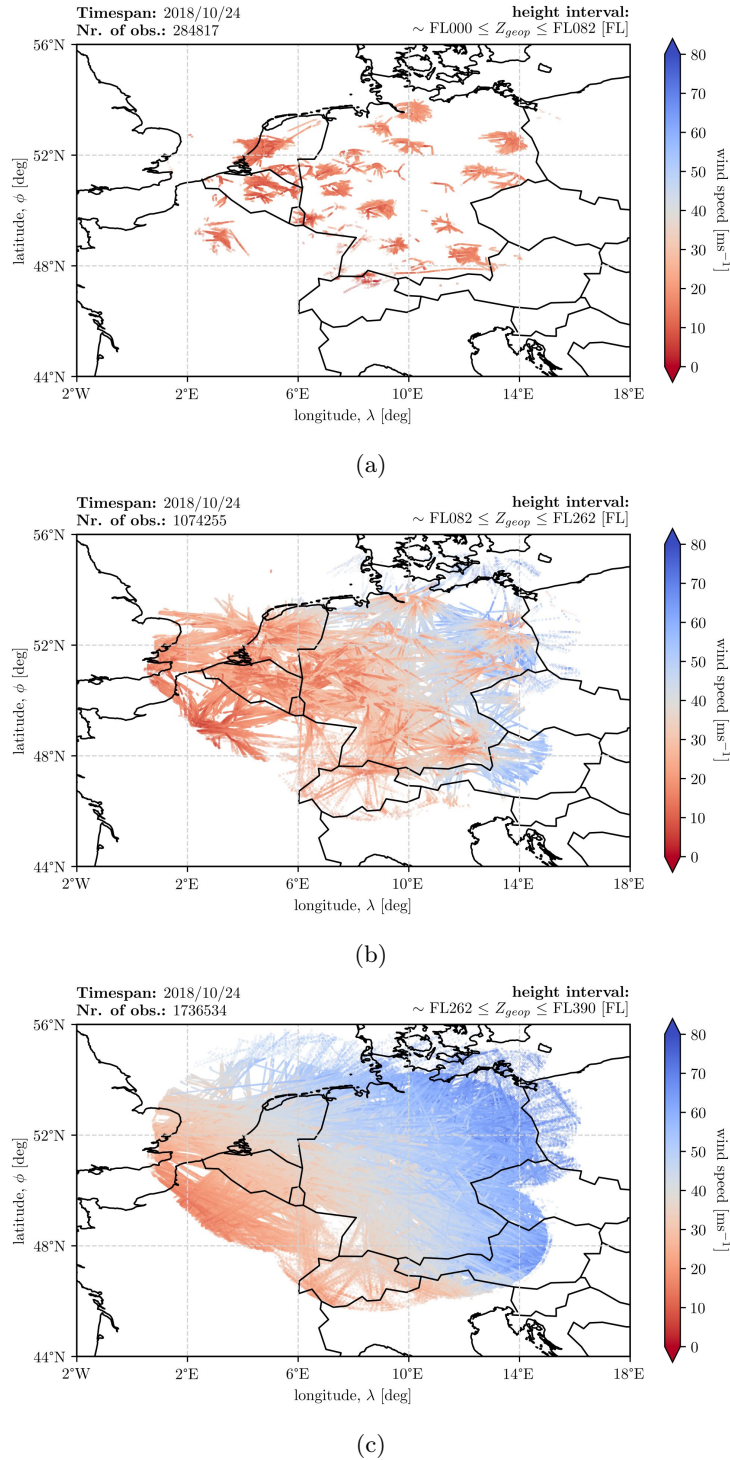 Timespan: 2018/10/24
Nr. of obs.: 284817
height interval:
∼ FL000 ≤ Z_geop ≤ FL082 [FL]
56°N
52°N
48°N
44°N
latitude, ϕ [deg]
2°W
2°E
6°E
10°E
14°E
18°E
longitude, λ [deg]
80
70
60
50
40
30
20
10
0
wind speed [ms⁻¹]
(a)
Timespan: 2018/10/24
Nr. of obs.: 1074255
height interval:
∼ FL082 ≤ Z_geop ≤ FL262 [FL]
56°N
52°N
48°N
44°N
latitude, ϕ [deg]
2°W
2°E
6°E
10°E
14°E
18°E
longitude, λ [deg]
80
70
60
50
40
30
20
10
0
wind speed [ms⁻¹]
(b)
Timespan: 2018/10/24
Nr. of obs.: 1736534
height interval:
∼ FL262 ≤ Z_geop ≤ FL390 [FL]
56°N
52°N
48°N
44°N
latitude, ϕ [deg]
2°W
2°E
6°E
10°E
14°E
18°E
longitude, λ [deg]
80
70
60
50
40
30
20
10
0
wind speed [ms⁻¹]
(c)